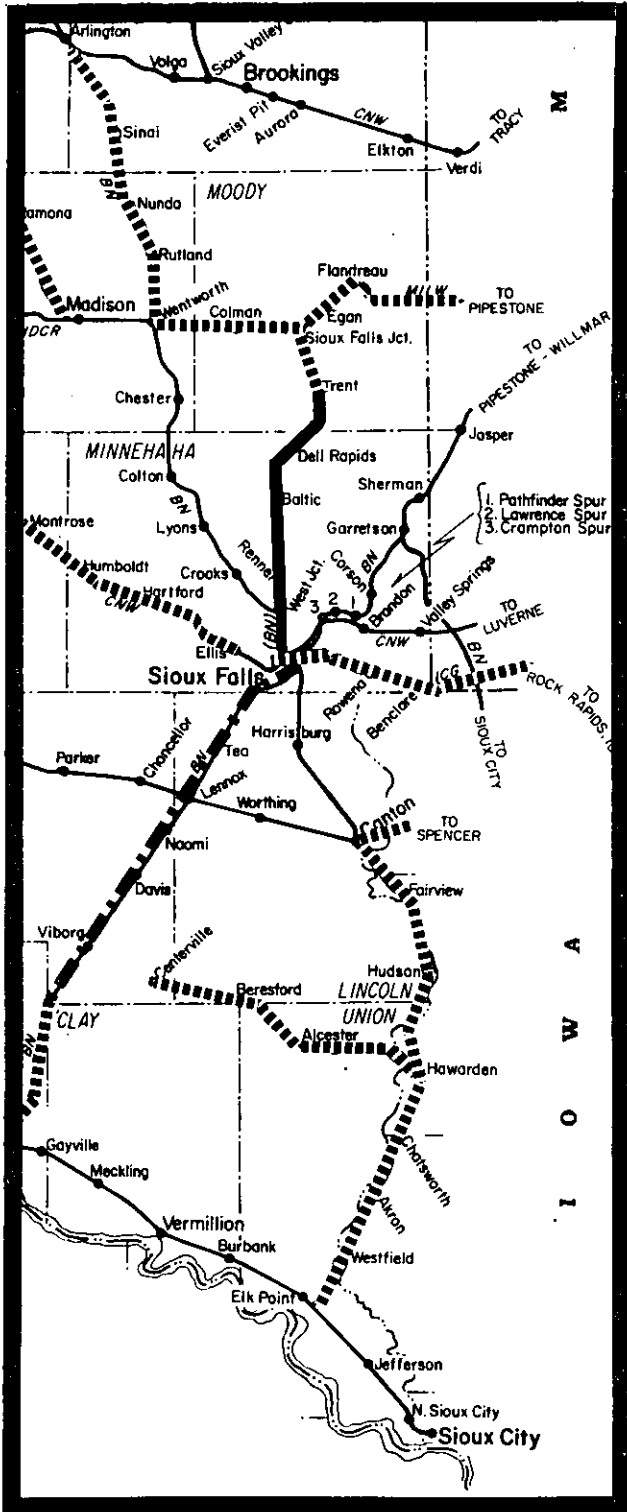 Arlington
Volga
Sioux Valley
Brookings
M
Everist Pit
Aurora
CNW
TO
TRACY
Elkton
Verdi
Sinai
BN
MOODY
Nunda
amona
Rutland
Flandreau
MILW
TO
PIPESTONE
Madison
Wentworth
Colman
Egan
Sioux Falls Jct.
DCR
TO
PIPESTONE - WILLMAR
Trent
Chester
Jasper
MINNEHAHA
Dell Rapids
Colton
Sherman
1. Pathfinder Spur
2. Lawrence Spur
3. Crampton Spur
Baltic
Montrose
BN
Lyons
Garretson
Renner
Humboldt
West Jct.
Corson
BN
Crooks
Hartford
CNW
3 2 1
Brandon
Valley Springs
TO
LUVERNE
(BN)
CNW
Ellis
Sioux Falls
BN
ICG
TO
ROCK RAPIDS,
Rowena
Benclare
TO
SIOUX CITY
Harrisburg
Chancellor
Tea
BN
Parker
Lennox
Worthing
Canton
TO
SPENCER
Naomi
Davis
Fairview
Viborg
A
Hudson
Centerville
Beresford
LINCOLN
CLAY
UNION
W
BN
Alcester
Hawarden
O
Gayville
Chatsworth
Meckling
Akron
I
Vermillion
Burbank
Westfield
Elk Point
Jefferson
N. Sioux City
Sioux City